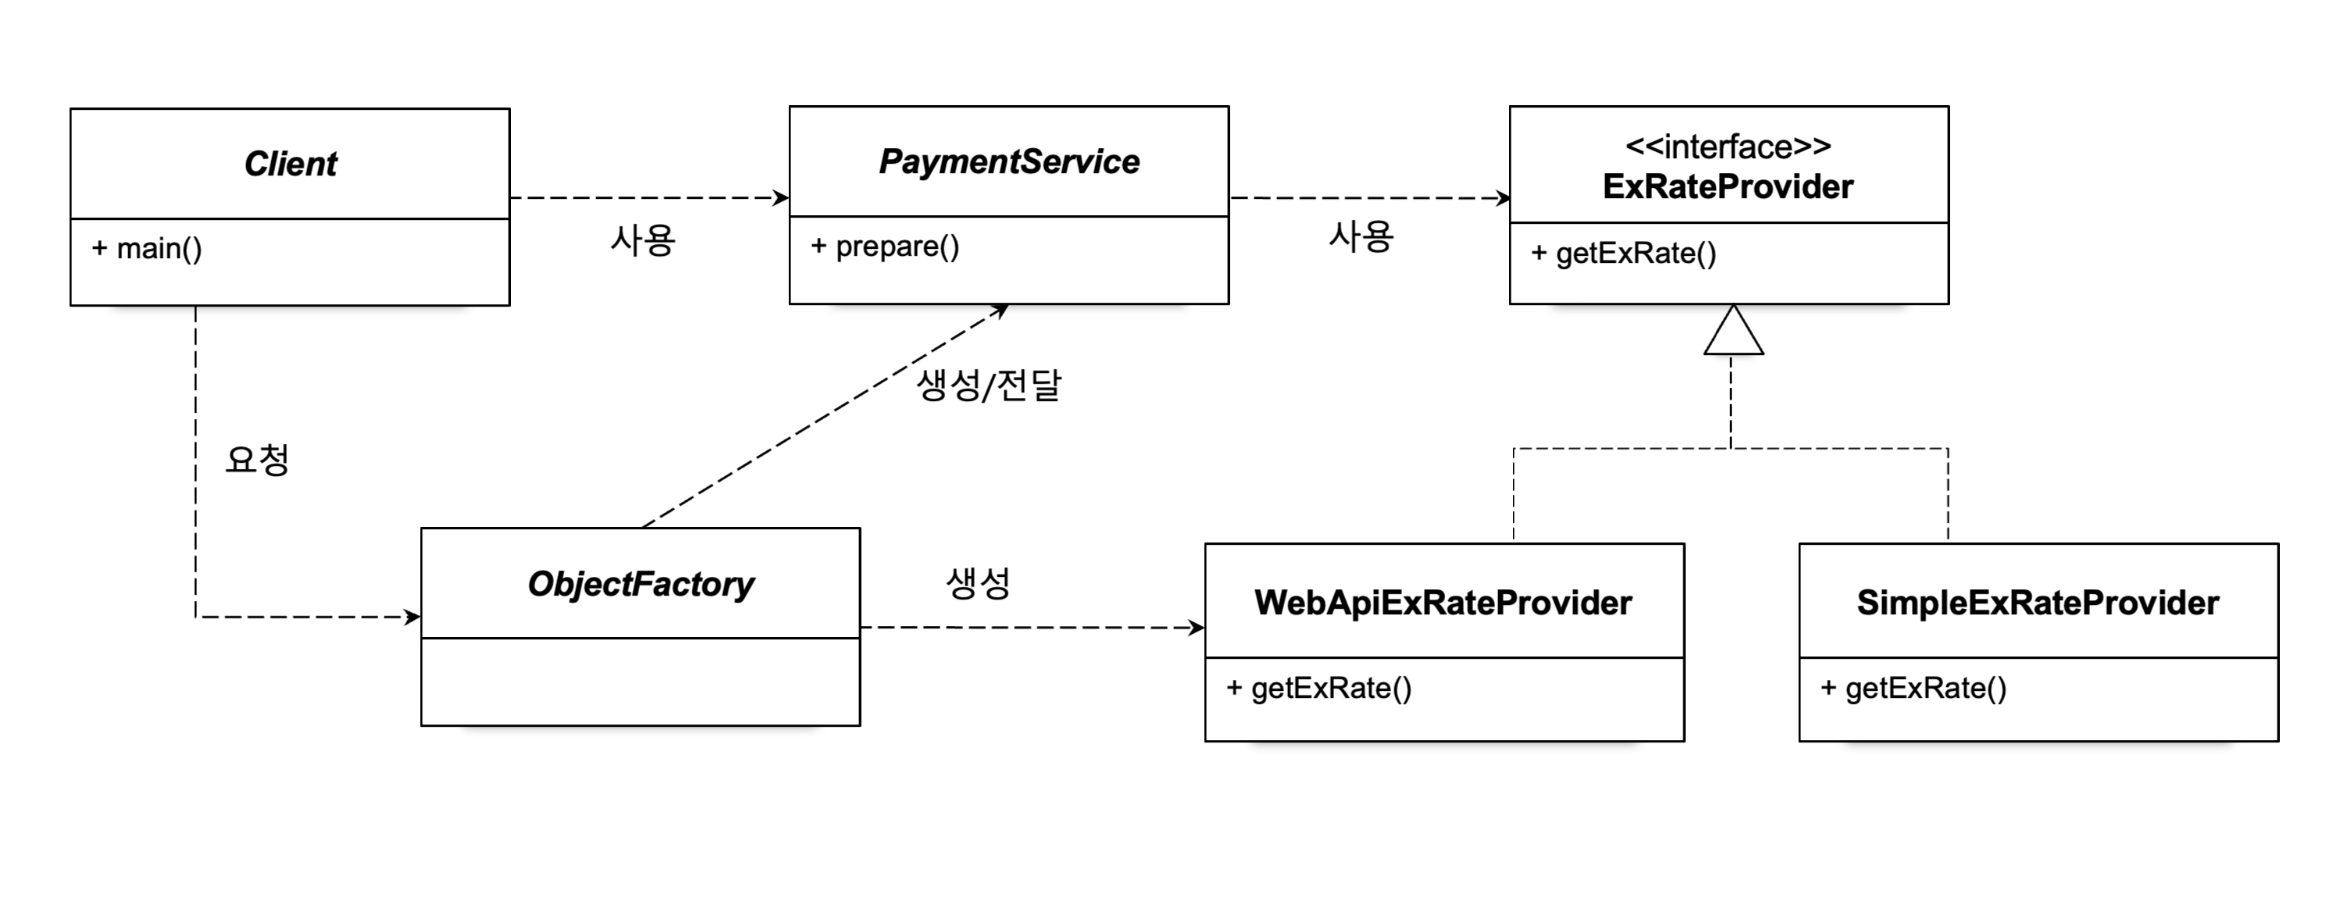 Client
+ main()
사용
PaymentService
+ prepare()
사용
<<interface>>
ExRateProvider
+ getExRate()
요청
생성/전달
ObjectFactory
생성
WebApiExRateProvider
+ getExRate()
SimpleExRateProvider
+ getExRate()